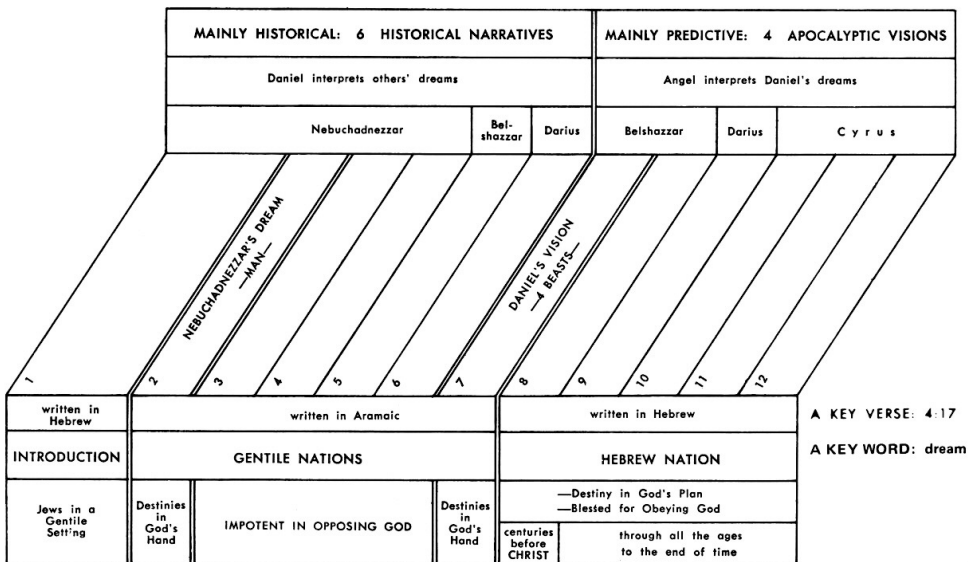 MAINLY HISTORICAL: 6 HISTORICAL NARRATIVES
MAINLY PREDICTIVE: 4 APOCALYPTIC VISIONS
Daniel interprets others' dreams
Angel interprets Daniel's dreams
Nebuchadnezzar
Bel-
shazzar
Darius
Belshazzar
Darius
Cyrus
NEBUCHADNEZZAR'S DREAM
—MAN—
DANIEL'S VISION
—4 BEASTS—
1
2
3
4
5
6
7
8
9
10
11
12
written in
Hebrew
written in Aramaic
written in Hebrew
A KEY VERSE: 4:17
INTRODUCTION
GENTILE NATIONS
HEBREW NATION
A KEY WORD: dream
Jews in a
Gentile
Setting
Destinies
in
God's
Hand
IMPOTENT IN OPPOSING GOD
Destinies
in
God's
Hand
—Destiny in God's Plan
—Blessed for Obeying God
centuries
before
CHRIST
through all the ages
to the end of time